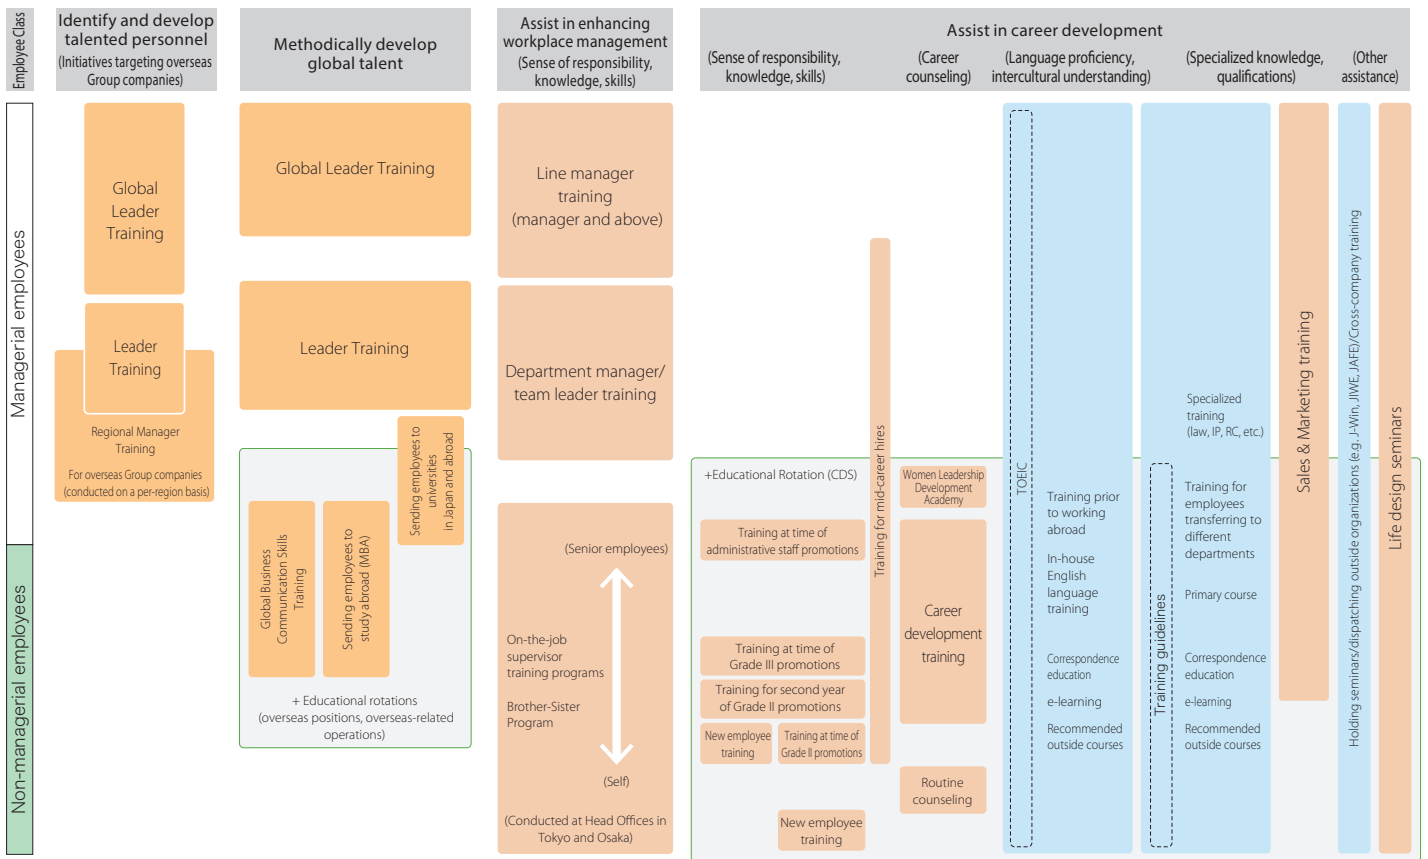 Employee Class
Identify and develop
talented personnel
(Initiatives targeting overseas
Group companies)
Methodically develop
global talent
Assist in enhancing
workplace management
(Sense of responsibility,
knowledge, skills)
Assist in career development
(Sense of responsibility,
knowledge, skills)
(Career
counseling)
(Language proficiency,
intercultural understanding)
(Specialized knowledge,
qualifications)
(Other
assistance)
Managerial employees
Non-managerial employees
Global
Leader
Training
Leader
Training
Regional Manager
Training
For overseas Group companies
(conducted on a per-region basis)
Global Leader Training
Leader Training
Sending employees to
universities
in Japan and abroad
Global Business
Communication Skills
Training
Sending employees to
study abroad (MBA)
+ Educational rotations
(overseas positions, overseas-related
operations)
Line manager
training
(manager and above)
Department manager/
team leader training
(Senior employees)
On-the-job
supervisor
training programs
Brother-Sister
Program
(Self)
(Conducted at Head Offices in
Tokyo and Osaka)
+Educational Rotation (CDS)
Training at time of
administrative staff promotions
Training at time of
Grade III promotions
Training for second year
of Grade II promotions
New employee
training
Training at time of
Grade II promotions
New employee
training
Training for mid-career hires
Women Leadership
Development
Academy
Career
development
training
Routine
counseling
TOEIC
Training prior
to working
abroad
In-house
English
language
training
Correspondence
education
e-learning
Recommended
outside courses
Training guidelines
Specialized
training
(law, IP, RC, etc.)
Training for
employees
transferring to
different
departments
Primary course
Correspondence
education
e-learning
Recommended
outside courses
Sales & Marketing training
Holding seminars/dispatching outside organizations (e.g. J-Win, JIWE, JAFE)/Cross-company training
Life design seminars